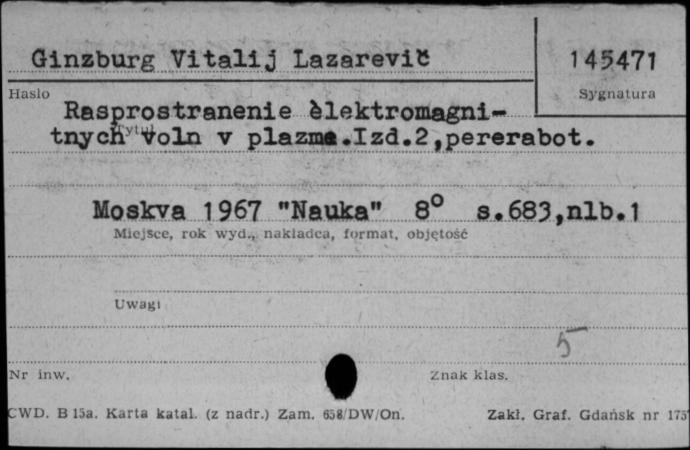 Ginzburg Vitalij Lazarevič
145471
Hasło
Sygnatura
Rasprostranenie èlektromagni-
tnych voln v plazme.Izd.2,pererabot.
Tytuł
Moskva 1967 "Nauka" 8° s.683,nlb.1
Miejsce, rok wyd., nakładca, format, objętość
Uwagi
5
Nr inw.
Znak klas.
CWD. B 15a. Karta katal. (z nadr.) Zam. 658/DW/On.
Zakł. Graf. Gdańsk nr 175